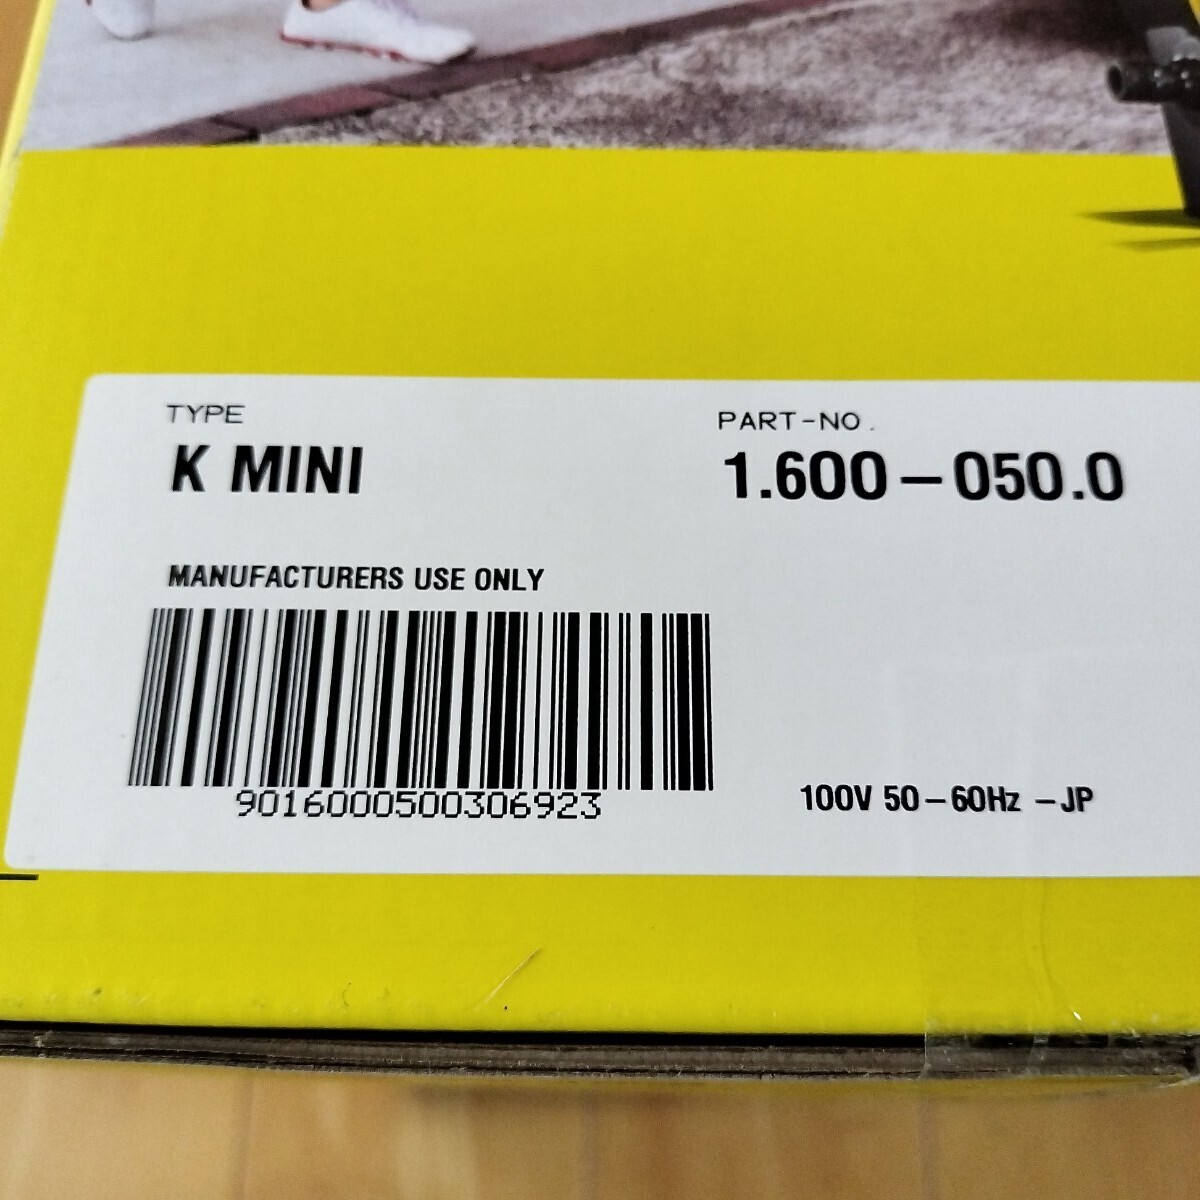 TYPE
K MINI
PART-NO.
1.600-050.0
MANUFACTURERS USE ONLY
9016000500306923
100V 50-60Hz -JP